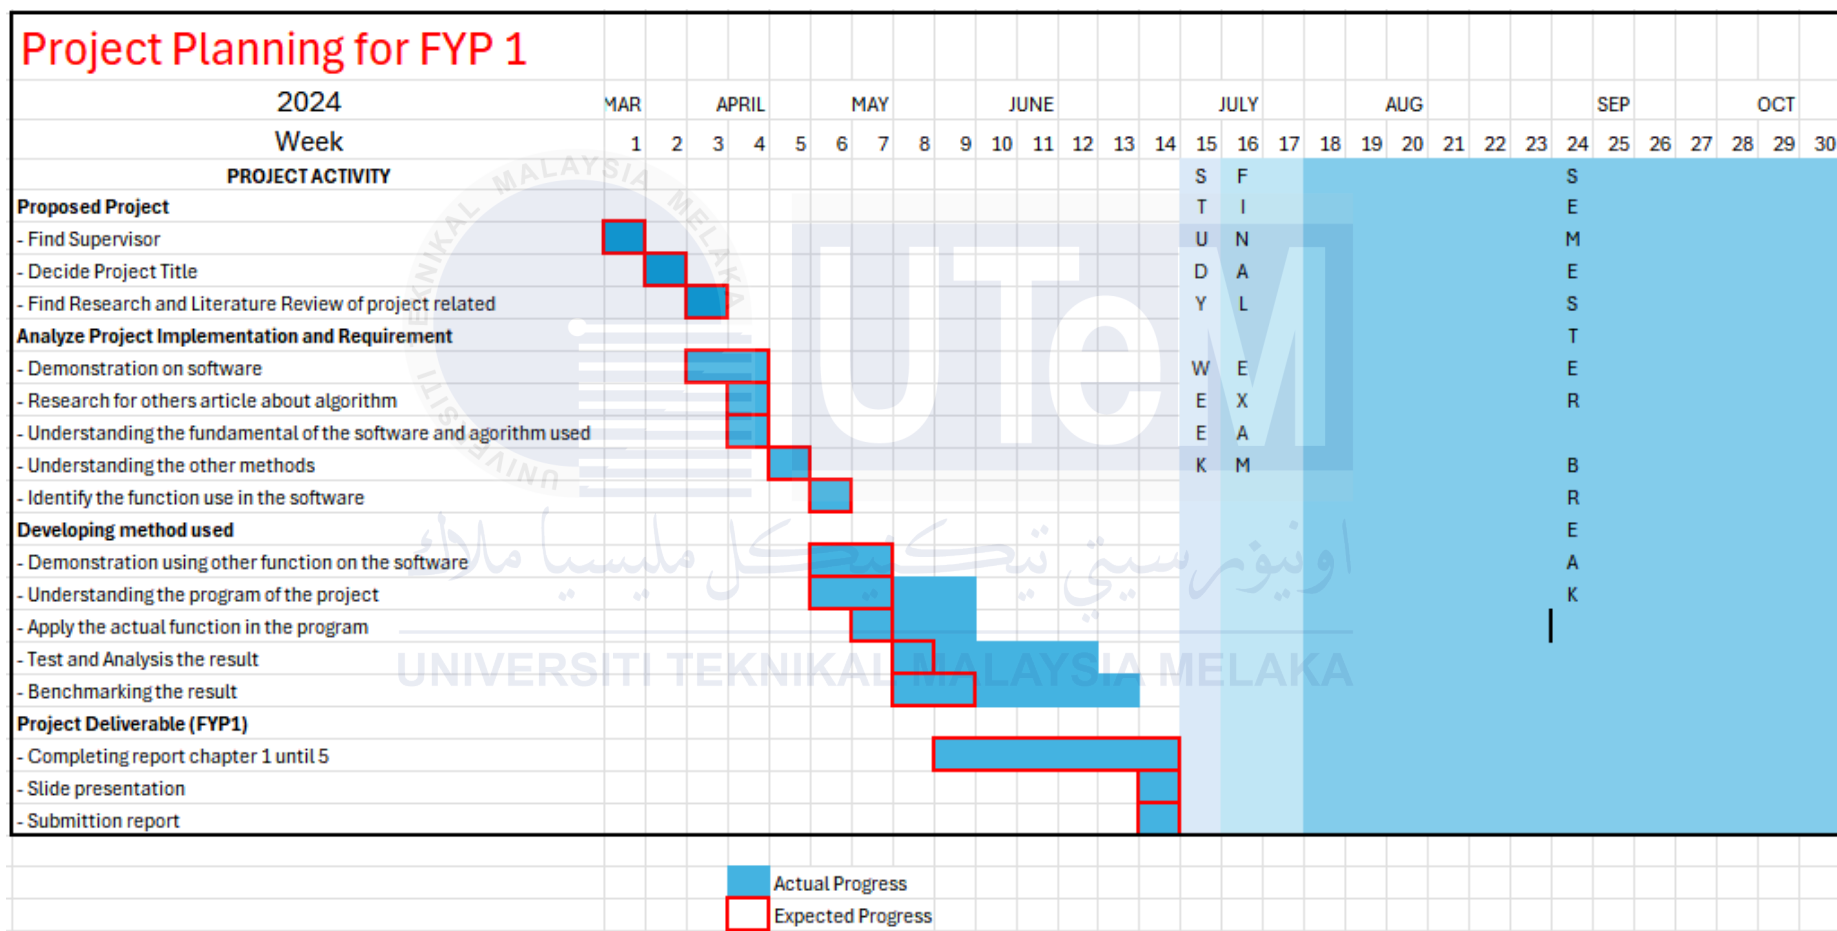 Project Planning for FYP 1
2024 MAR APRIL MAY JUNE JULY AUG SEP OCT
Week 1 2 3 4 5 6 7 8 9 10 11 12 13 14 15 16 17 18 19 20 21 22 23 24 25 26 27 28 29 30
PROJECT ACTIVITY
Proposed Project
- Find Supervisor
- Decide Project Title
- Find Research and Literature Review of project related
Analyze Project Implementation and Requirement
- Demonstration on software
- Research for others article about algorithm
- Understanding the fundamental of the software and agorithm used
- Understanding the other methods
- Identify the function use in the software
Developing method used
- Demonstration using other function on the software
- Understanding the program of the project
- Apply the actual function in the program
- Test and Analysis the result
- Benchmarking the result
Project Deliverable (FYP1)
- Completing report chapter 1 until 5
- Slide presentation
- Submittion report
STUDY WEEK
FINAL EXAM
SEMESTER BREAK
Actual Progress
Expected Progress
UNIVERSITI TEKNIKAL MALAYSIA MELAKA
UTeM
اونيۏرسيتي تيكنيكل مليسيا ملاك
UNIVERSITI TEKNIKAL MALAYSIA MELAKA